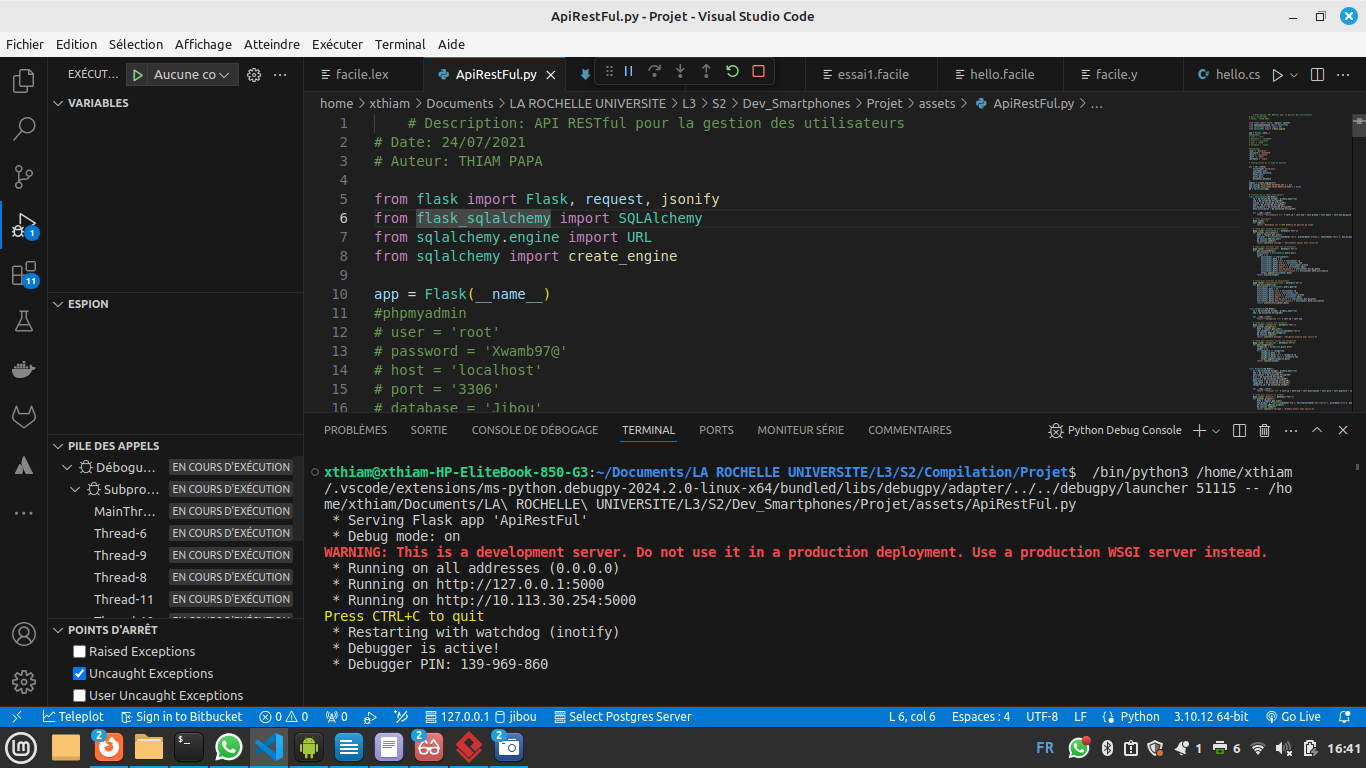 ApiRestFul.py - Projet - Visual Studio Code
Fichier Edition Sélection Affichage Atteindre Exécuter Terminal Aide
EXÉCUT... Aucune co
facile.lex ApiRestFul.py essai1.facile hello.facile facile.y hello.cs
VARIABLES
home > xthiam > Documents > LA ROCHELLE UNIVERSITE > L3 > S2 > Dev_Smartphones > Projet > assets > ApiRestFul.py > ...
1 # Description: API RESTful pour la gestion des utilisateurs
2 # Date: 24/07/2021
3 # Auteur: THIAM PAPA
4
5 from flask import Flask, request, jsonify
6 from flask_sqlalchemy import SQLAlchemy
7 from sqlalchemy.engine import URL
8 from sqlalchemy import create_engine
9
10 app = Flask(__name__)
11 #phpmyadmin
12 # user = 'root'
13 # password = 'Xwamb97@'
14 # host = 'localhost'
15 # port = '3306'
16 # database = 'Jibou'
1
11
ESPION
PILE DES APPELS
Débogu... EN COURS D'EXÉCUTION
Subpro... EN COURS D'EXÉCUTION
MainThr... EN COURS D'EXÉCUTION
Thread-6 EN COURS D'EXÉCUTION
Thread-9 EN COURS D'EXÉCUTION
Thread-8 EN COURS D'EXÉCUTION
Thread-11 EN COURS D'EXÉCUTION
POINTS D'ARRÊT
Raised Exceptions
Uncaught Exceptions
User Uncaught Exceptions
PROBLÈMES SORTIE CONSOLE DE DÉBOGAGE TERMINAL PORTS MONITEUR SÉRIE COMMENTAIRES Python Debug Console
xthiam@xthiam-HP-EliteBook-850-G3:~/Documents/LA ROCHELLE UNIVERSITE/L3/S2/Compilation/Projet$ /bin/python3 /home/xthiam
/.vscode/extensions/ms-python.debugpy-2024.2.0-linux-x64/bundled/libs/debugpy/adapter/../../debugpy/launcher 51115 -- /ho
me/xthiam/Documents/LA\ ROCHELLE\ UNIVERSITE/L3/S2/Dev_Smartphones/Projet/assets/ApiRestFul.py
* Serving Flask app 'ApiRestFul'
* Debug mode: on
WARNING: This is a development server. Do not use it in a production deployment. Use a production WSGI server instead.
* Running on all addresses (0.0.0.0)
* Running on http://127.0.0.1:5000
* Running on http://10.113.30.254:5000
Press CTRL+C to quit
* Restarting with watchdog (inotify)
* Debugger is active!
* Debugger PIN: 139-969-860
Teleplot Sign in to Bitbucket 0 0 0 127.0.0.1 jibou Select Postgres Server L 6, col 6 Espaces : 4 UTF-8 LF Python 3.10.12 64-bit Go Live
2 2 2 2 FR 1 6 16:41